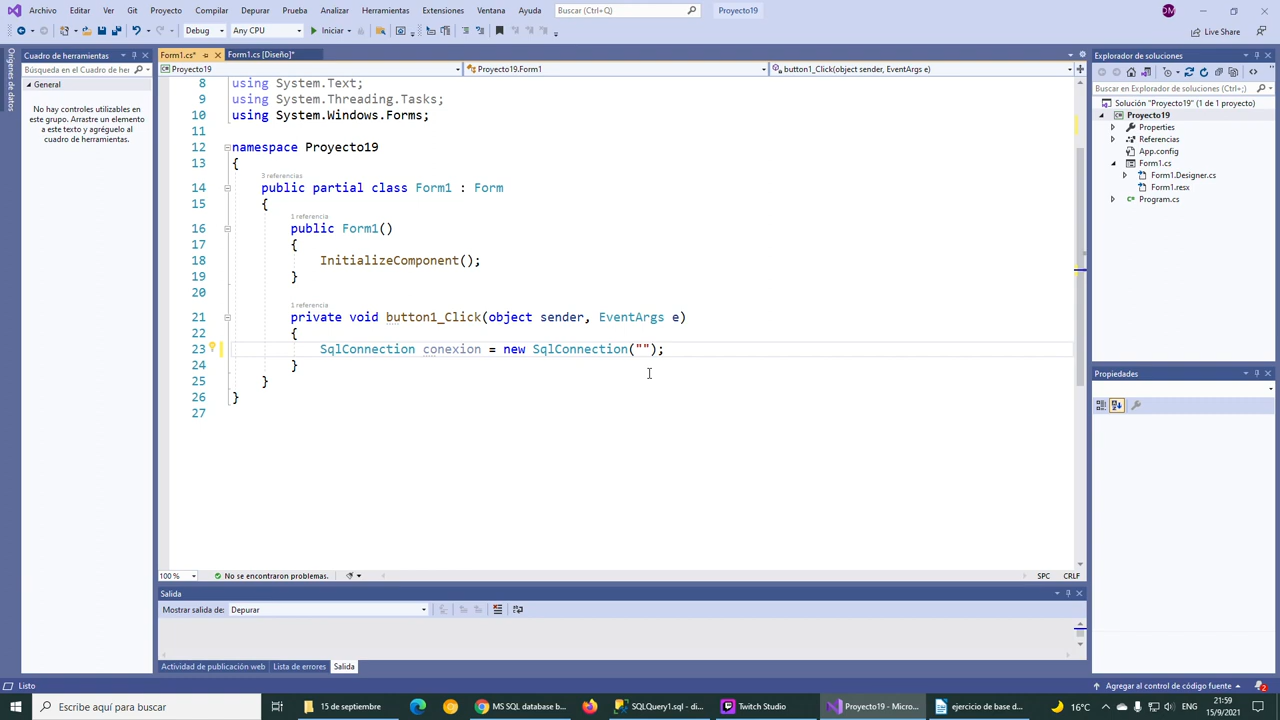 Archivo Editar Ver Git Proyecto Compilar Depurar Prueba Analizar Herramientas Extensiones Ventana Ayuda Buscar (Ctrl+Q) Proyecto19 DM
Debug Any CPU Iniciar Live Share
Orígenes de datos
Cuadro de herramientas
Búsqueda en el Cuadro de her
General
No hay controles utilizables en
este grupo. Arrastre un elemento
a este texto y agréguelo al
cuadro de herramientas.
Form1.cs* Form1.cs [Diseño]*
Proyecto19 Proyecto19.Form1 button1_Click(object sender, EventArgs e)
8 using System.Text;
9 using System.Threading.Tasks;
10 using System.Windows.Forms;
11
12 namespace Proyecto19
13 {
3 referencias
14 public partial class Form1 : Form
15 {
1 referencia
16 public Form1()
17 {
18 InitializeComponent();
19 }
20
1 referencia
21 private void button1_Click(object sender, EventArgs e)
22 {
23 SqlConnection conexion = new SqlConnection("");
24 }
25 }
26 }
27
100 % No se encontraron problemas. SPC CRLF
Salida
Mostrar salida de: Depurar
Actividad de publicación web Lista de errores Salida
Explorador de soluciones
Buscar en Explorador de soluciones (Ctrl+;)
Solución "Proyecto19" (1 de 1 proyecto)
Proyecto19
Properties
Referencias
App.config
Form1.cs
Form1.Designer.cs
Form1.resx
Program.cs
Propiedades
Listo Agregar al control de código fuente 2
Escribe aquí para buscar 15 de septiembre MS SQL database b... SQLQuery1.sql - di... Twitch Studio Proyecto19 - Micro... ejercicio de base d... 16°C 21:59
15/9/2021